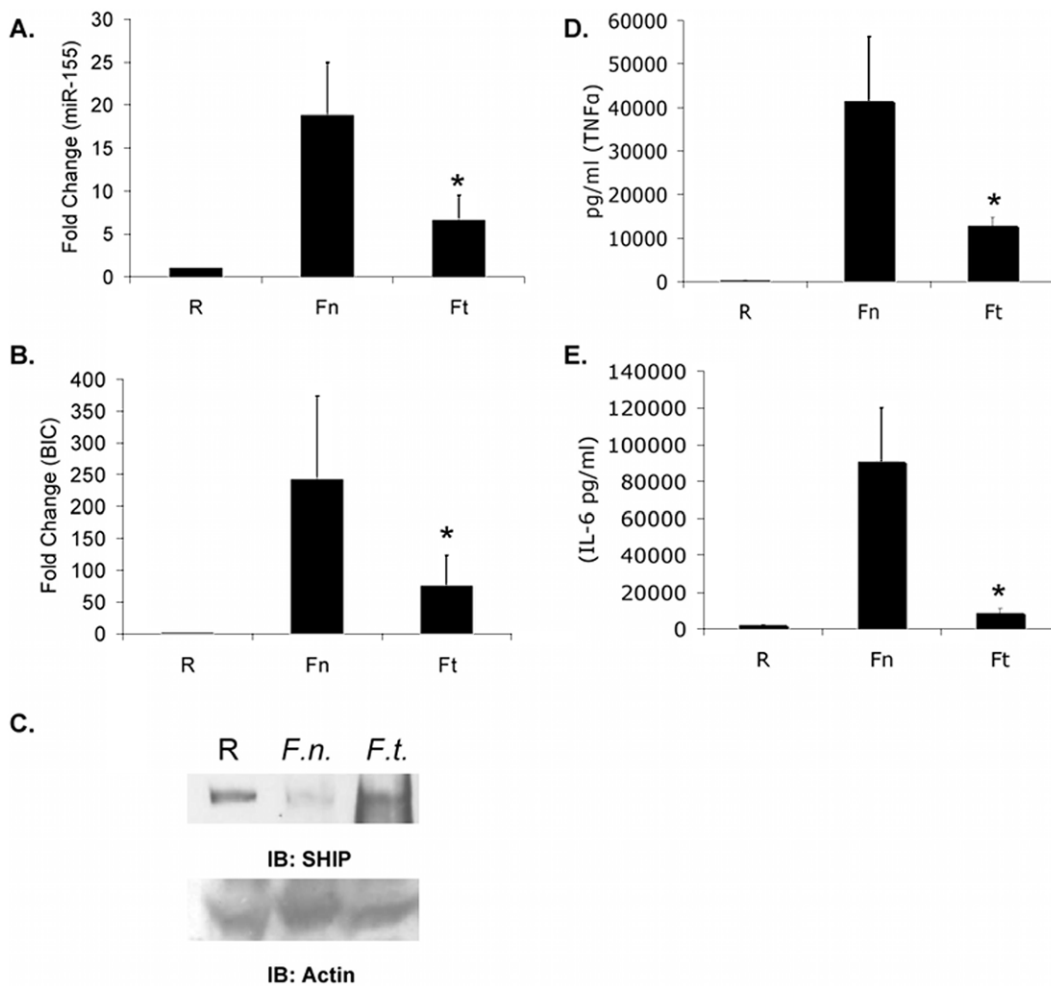 A.
Fold Change (miR-155)
30
25
20
15
10
5
0
R Fn Ft
*
B.
Fold Change (BIC)
400
350
300
250
200
150
100
50
0
R Fn Ft
*
C.
R F.n. F.t.
IB: SHIP
IB: Actin
D.
pg/ml (TNFα)
60000
50000
40000
30000
20000
10000
0
R Fn Ft
*
E.
(IL-6 pg/ml)
140000
120000
100000
80000
60000
40000
20000
0
R Fn Ft
*